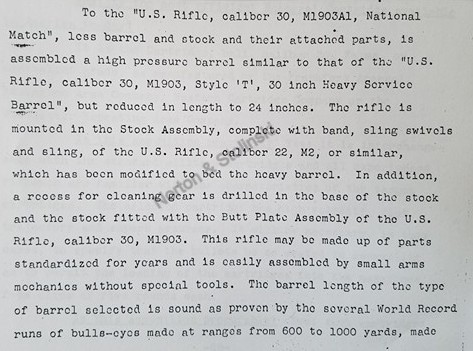 To the "U.S. Rifle, caliber 30, M1903A1, National
Match", less barrel and stock and their attached parts, is
assembled a high pressure barrel similar to that of the "U.S.
Rifle, caliber 30, M1903, Style 'T', 30 inch Heavy Service
Barrel", but reduced in length to 24 inches. The rifle is
mounted in the Stock Assembly, complete with band, sling swivels
and sling, of the U.S. Rifle, caliber 22, M2, or similar,
which has been modified to bed the heavy barrel. In addition,
a recess for cleaning gear is drilled in the base of the stock
and the stock fitted with the Butt Plate Assembly of the U.S.
Rifle, caliber 30, M1903. This rifle may be made up of parts
standardized for years and is easily assembled by small arms
mechanics without special tools. The barrel length of the type
of barrel selected is sound as proven by the several World Record
runs of bulls-eyes made at ranges from 600 to 1000 yards, made
Norton & Stalinski